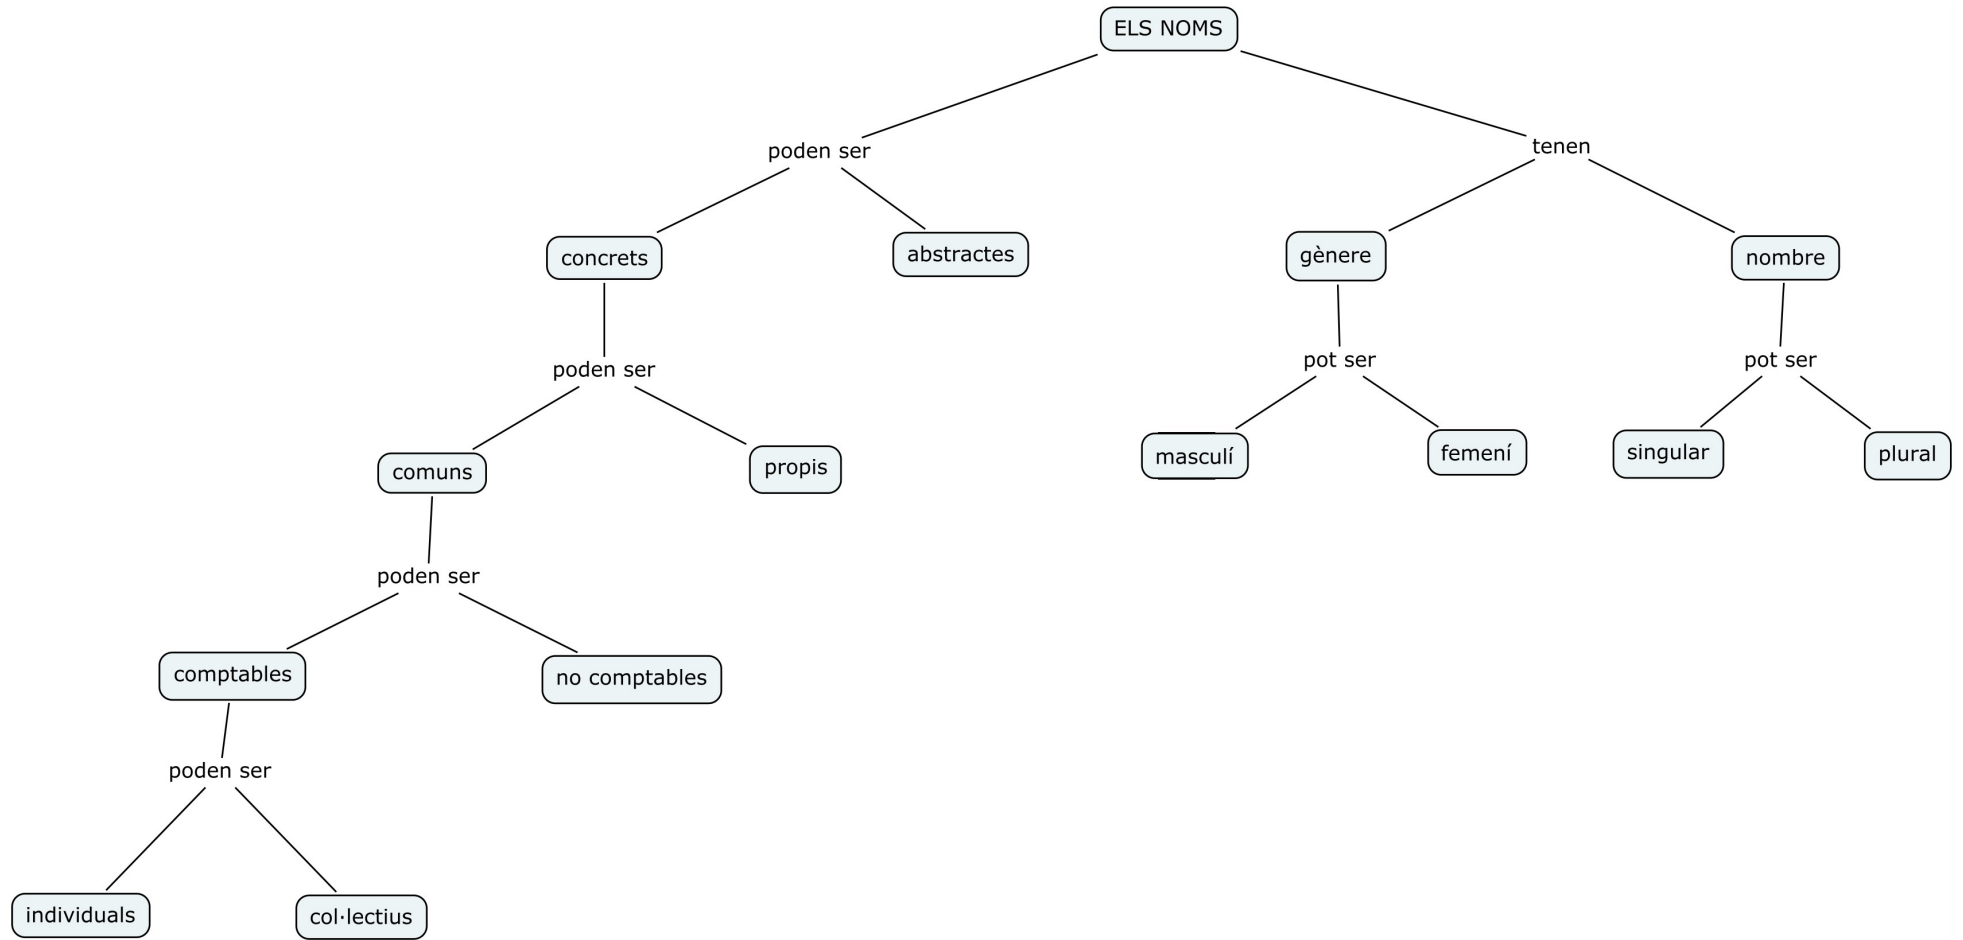 ELS NOMS
poden ser
tenen
concrets
abstractes
gènere
nombre
poden ser
pot ser
pot ser
comuns
propis
masculí
femení
singular
plural
poden ser
comptables
no comptables
poden ser
individuals
col·lectius